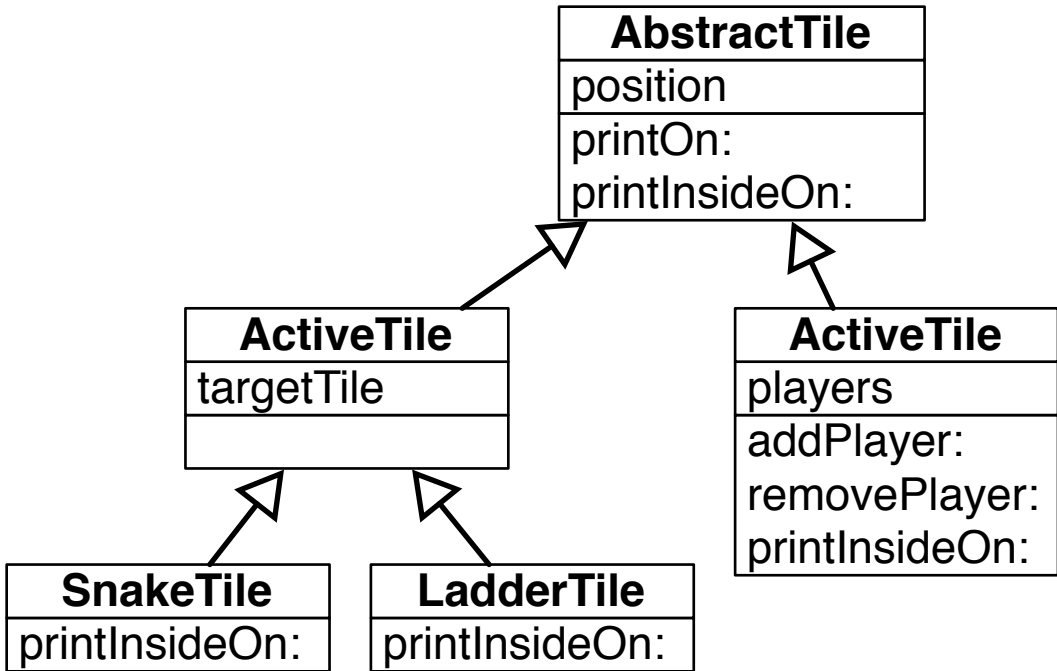 AbstractTile
position
printOn:
printInsideOn:
ActiveTile
targetTile
ActiveTile
players
addPlayer:
removePlayer:
printInsideOn:
SnakeTile
printInsideOn:
LadderTile
printInsideOn: